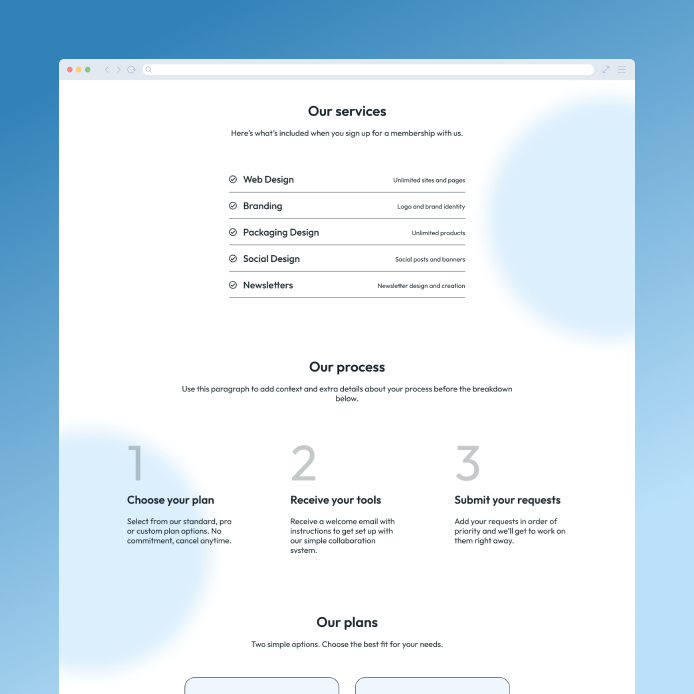 Our services
Here's what's included when you sign up for a membership with us.
Web Design
Unlimited sites and pages
Branding
Logo and brand identity
Packaging Design
Unlimited products
Social Design
Social posts and banners
Newsletters
Newsletter design and creation
Our process
Use this paragraph to add context and extra details about your process before the breakdown
below.
1
Choose your plan
Select from our standard, pro
or custom plan options. No
commitment, cancel anytime.
2
Receive your tools
Receive a welcome email with
instructions to get set up with
our simple collaboration
system.
3
Submit your requests
Add your requests in order of
priority and we'll get to work on
them right away.
Our plans
Two simple options. Choose the best fit for your needs.